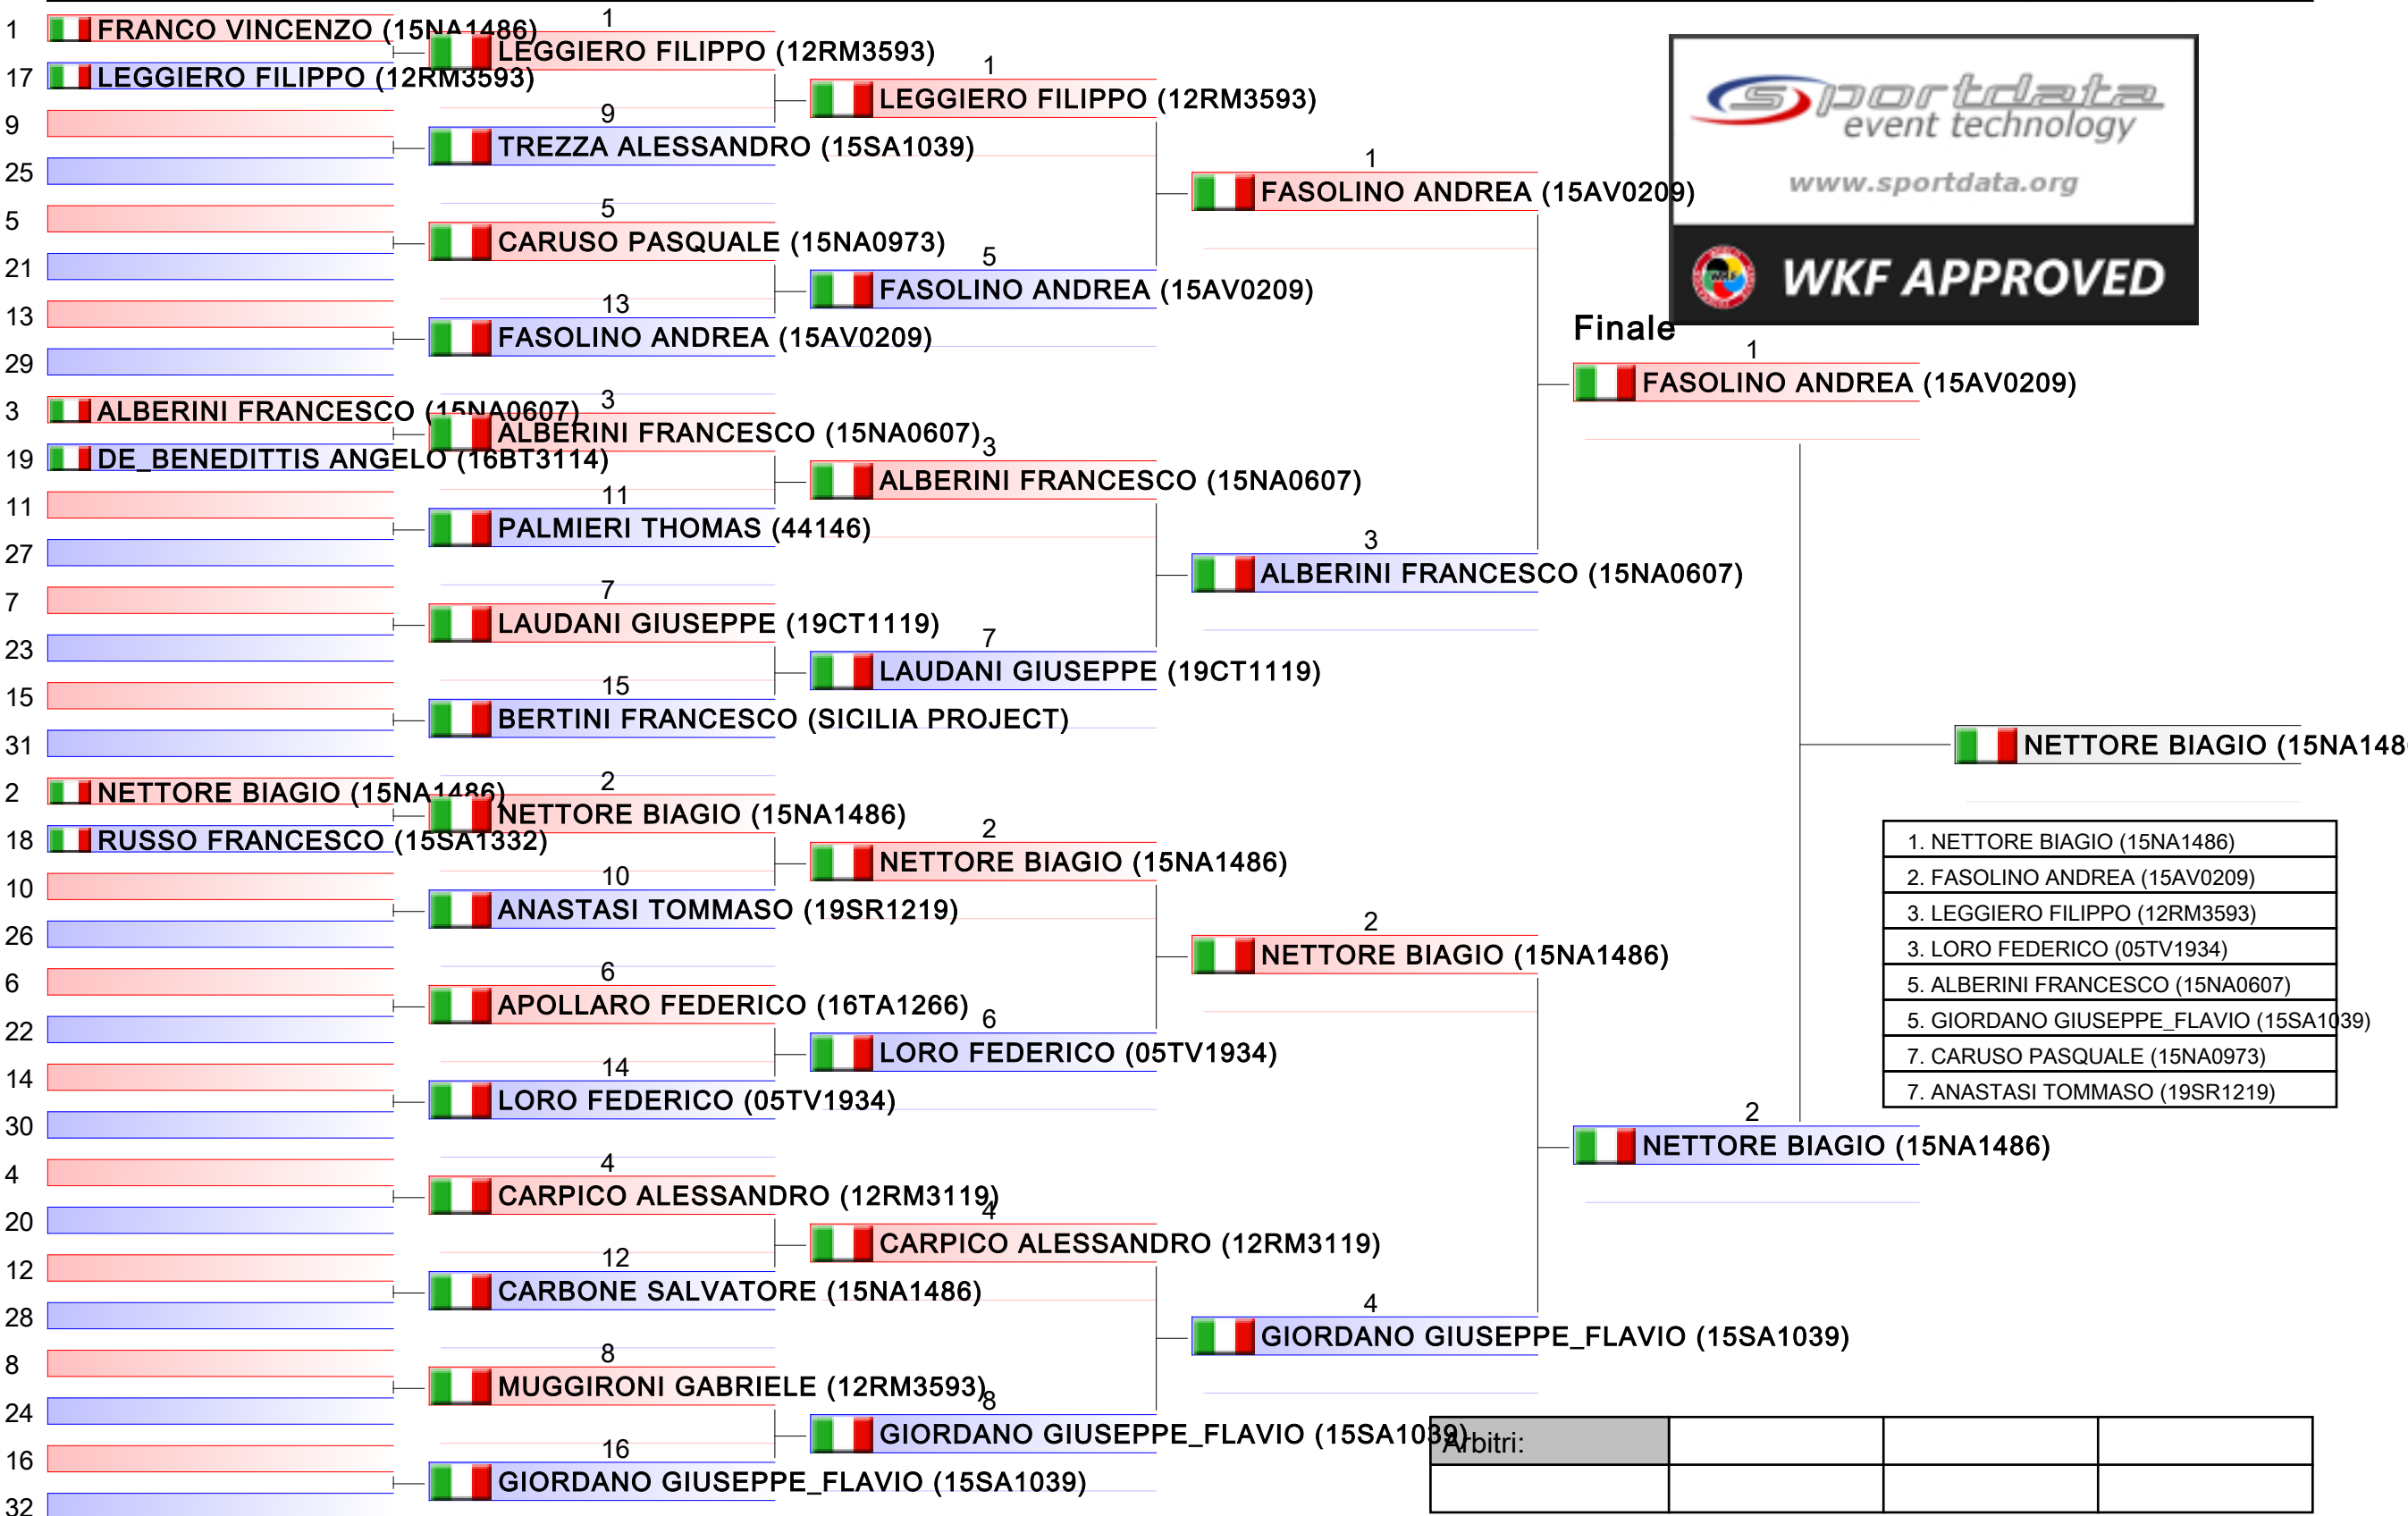 1 FRANCO VINCENZO (15NA1486)
17 LEGGIERO FILIPPO (12RM3593)
9
25
5
21
13
29
3 ALBERINI FRANCESCO (15NA0607)
19 DE_BENEDITTIS ANGELO (16BT3114)
11
27
7
23
15
31
2 NETTORE BIAGIO (15NA1486)
18 RUSSO FRANCESCO (15SA1332)
10
26
6
22
14
30
4
20
12
28
8
24
16
32
1
LEGGIERO FILIPPO (12RM3593)
9
TREZZA ALESSANDRO (15SA1039)
5
CARUSO PASQUALE (15NA0973)
13
FASOLINO ANDREA (15AV0209)
3
ALBERINI FRANCESCO (15NA0607)
11
PALMIERI THOMAS (44146)
7
LAUDANI GIUSEPPE (19CT1119)
15
BERTINI FRANCESCO (SICILIA PROJECT)
2
NETTORE BIAGIO (15NA1486)
10
ANASTASI TOMMASO (19SR1219)
6
APOLLARO FEDERICO (16TA1266)
14
LORO FEDERICO (05TV1934)
4
CARPICO ALESSANDRO (12RM3119)
12
CARBONE SALVATORE (15NA1486)
8
MUGGIRONI GABRIELE (12RM3593)
16
GIORDANO GIUSEPPE_FLAVIO (15SA1039)
1
LEGGIERO FILIPPO (12RM3593)
5
FASOLINO ANDREA (15AV0209)
3
ALBERINI FRANCESCO (15NA0607)
7
LAUDANI GIUSEPPE (19CT1119)
2
NETTORE BIAGIO (15NA1486)
6
LORO FEDERICO (05TV1934)
4
CARPICO ALESSANDRO (12RM3119)
8
GIORDANO GIUSEPPE_FLAVIO (15SA1039)
1
FASOLINO ANDREA (15AV0209)
3
ALBERINI FRANCESCO (15NA0607)
2
NETTORE BIAGIO (15NA1486)
4
GIORDANO GIUSEPPE_FLAVIO (15SA1039)
sportdata
event technology
www.sportdata.org
WKF
WKF APPROVED
Finale
1
FASOLINO ANDREA (15AV0209)
2
NETTORE BIAGIO (15NA1486)
NETTORE BIAGIO (15NA148
1. NETTORE BIAGIO (15NA1486)
2. FASOLINO ANDREA (15AV0209)
3. LEGGIERO FILIPPO (12RM3593)
3. LORO FEDERICO (05TV1934)
5. ALBERINI FRANCESCO (15NA0607)
5. GIORDANO GIUSEPPE_FLAVIO (15SA1039)
7. CARUSO PASQUALE (15NA0973)
7. ANASTASI TOMMASO (19SR1219)
Arbitri: